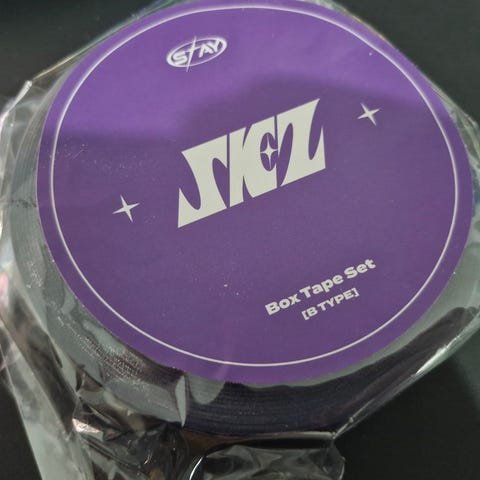 STAY
SKZ
Box Tape Set
[B TYPE]